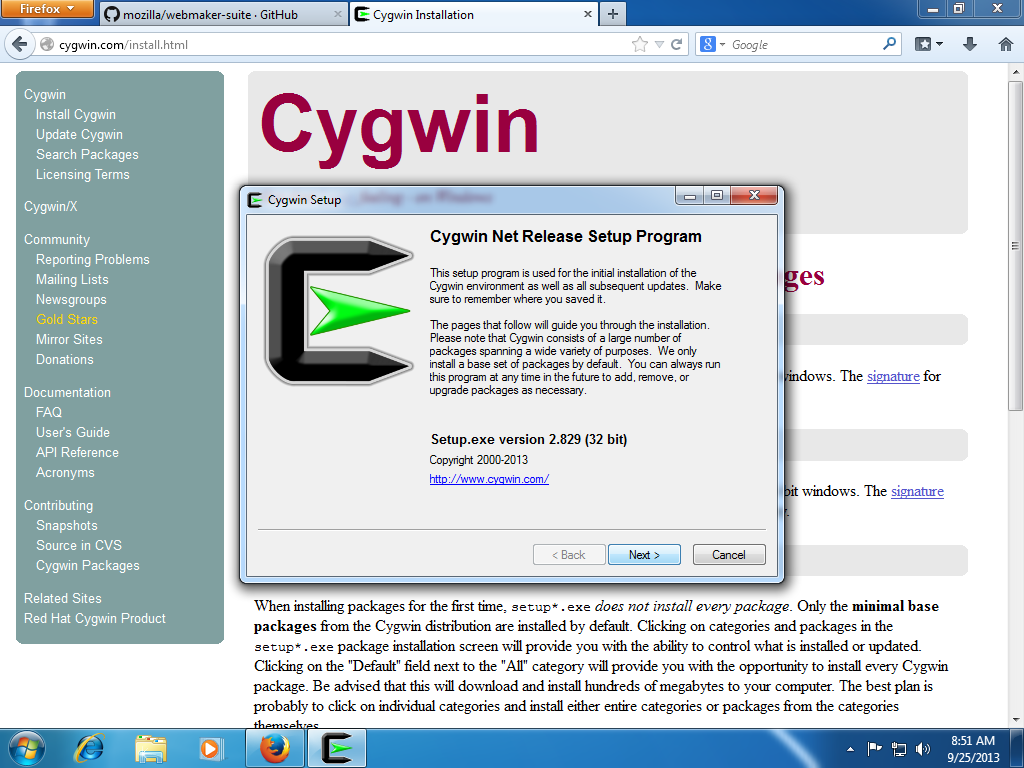 Firefox
mozilla/webmaker-suite · GitHub
Cygwin Installation
cygwin.com/install.html
Google
Cygwin
Install Cygwin
Update Cygwin
Search Packages
Licensing Terms
Cygwin/X
Community
Reporting Problems
Mailing Lists
Newsgroups
Gold Stars
Mirror Sites
Donations
Documentation
FAQ
User's Guide
API Reference
Acronyms
Contributing
Snapshots
Source in CVS
Cygwin Packages
Related Sites
Red Hat Cygwin Product
Cygwin
on Windows
Cygwin Setup
Cygwin Net Release Setup Program
This setup program is used for the initial installation of the
Cygwin environment as well as all subsequent updates. Make
sure to remember where you saved it.
The pages that follow will guide you through the installation.
Please note that Cygwin consists of a large number of
packages spanning a wide variety of purposes. We only
install a base set of packages by default. You can always run
this program at any time in the future to add, remove, or
upgrade packages as necessary.
Setup.exe version 2.829 (32 bit)
Copyright 2000-2013
http://www.cygwin.com/
< Back
Next >
Cancel
The signature for
bit windows. The signature
When installing packages for the first time, setup*.exe does not install every package. Only the minimal base
packages from the Cygwin distribution are installed by default. Clicking on categories and packages in the
setup*.exe package installation screen will provide you with the ability to control what is installed or updated.
Clicking on the "Default" field next to the "All" category will provide you with the opportunity to install every Cygwin
package. Be advised that this will download and install hundreds of megabytes to your computer. The best plan is
probably to click on individual categories and install either entire categories or packages from the categories
themselves
8:51 AM
9/25/2013